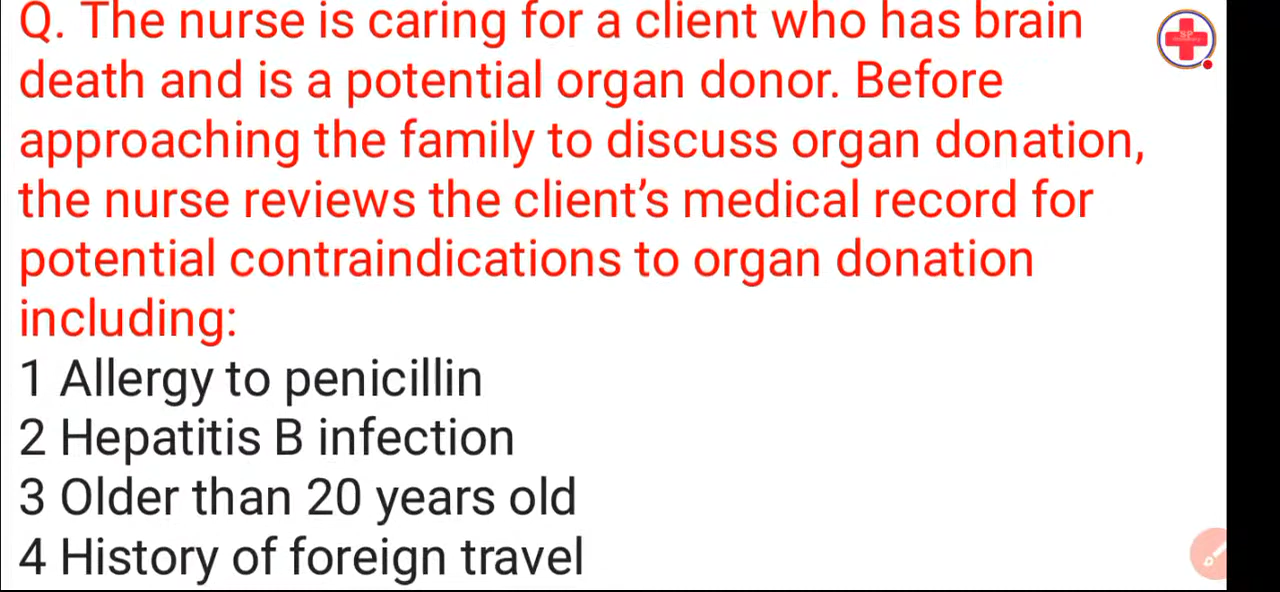 Q. The nurse is caring for a client who has brain
death and is a potential organ donor. Before
approaching the family to discuss organ donation,
the nurse reviews the client’s medical record for
potential contraindications to organ donation
including:
1 Allergy to penicillin
2 Hepatitis B infection
3 Older than 20 years old
4 History of foreign travel
SP